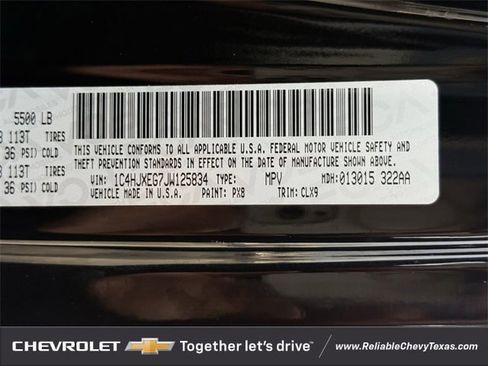 5500 LB
113T TIRES
36 PSI) COLD
113T TIRES
36 PSI) COLD
THIS VEHICLE CONFORMS TO ALL APPLICABLE U.S.A. FEDERAL MOTOR VEHICLE SAFETY AND
THEFT PREVENTION STANDARDS IN EFFECT ON THE DATE OF MANUFACTURE SHOWN ABOVE.
VIN: 1C4HJXEG7JW125834 TYPE: MPV MDH: 013015 322AA
VEHICLE MADE IN U.S.A. PAINT: PX8 TRIM: CLX9
CHEVROLET Together let's drive™ www.ReliableChevyTexas.com